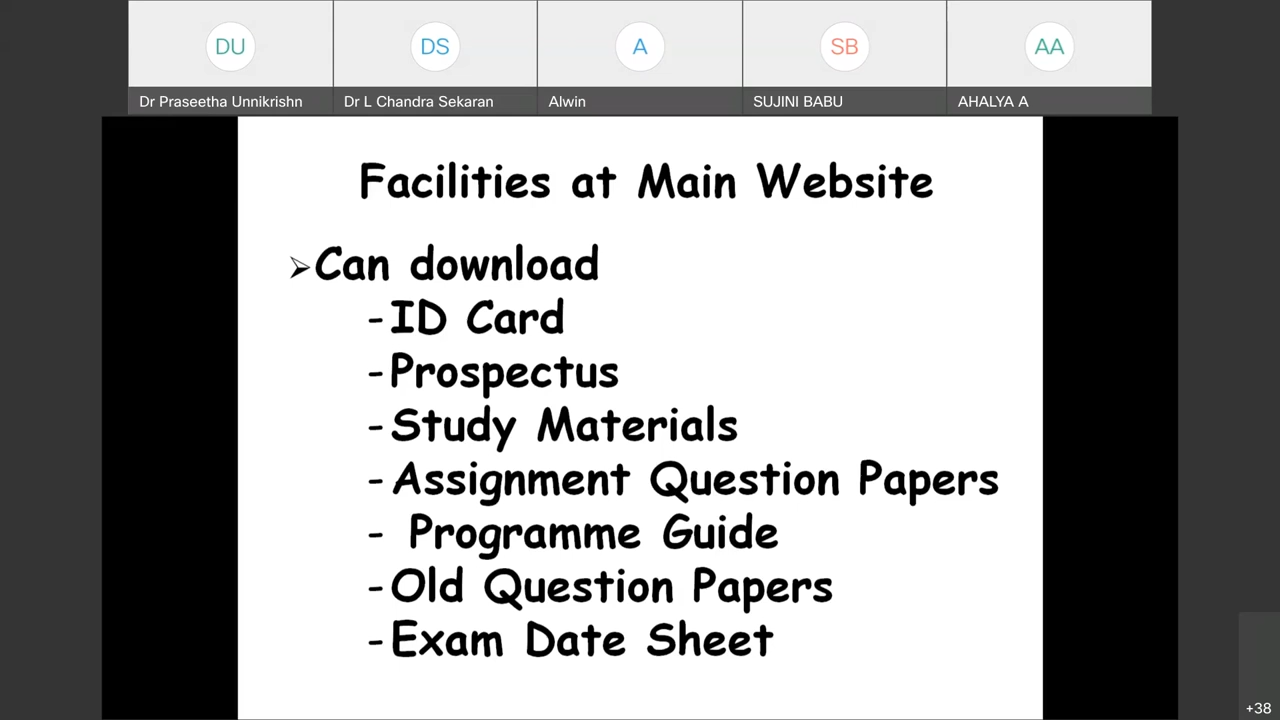 DU
DS
A
SB
AA
Dr Praseetha Unnikrishn
Dr L Chandra Sekaran
Alwin
SUJINI BABU
AHALYA A
Facilities at Main Website
➢Can download
-ID Card
-Prospectus
-Study Materials
-Assignment Question Papers
- Programme Guide
-Old Question Papers
-Exam Date Sheet
+38